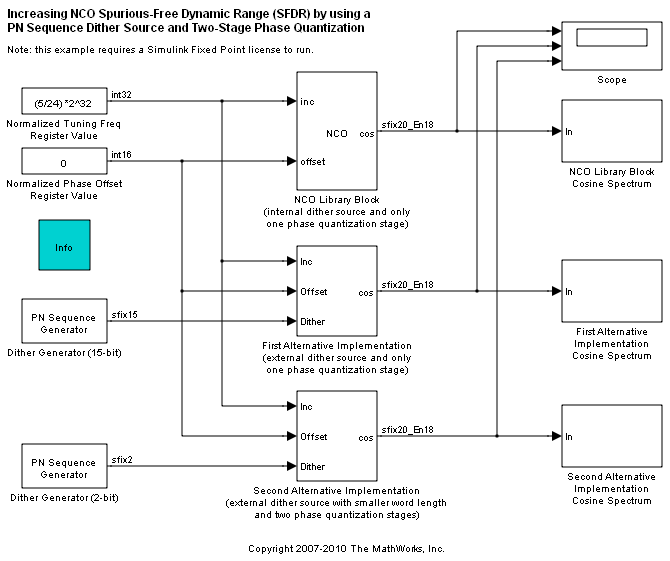 Increasing NCO Spurious-Free Dynamic Range (SFDR) by using a
PN Sequence Dither Source and Two-Stage Phase Quantization
Note: this example requires a Simulink Fixed Point license to run.
Scope
(5/24) *2^32
int32
Normalized Tuning Freq
Register Value
0
int16
Normalized Phase Offset
Register Value
inc
NCO
cos
offset
sfix20_En18
NCO Library Block
(internal dither source and only
one phase quantization stage)
In
NCO Library Block
Cosine Spectrum
Info
Inc
Offset
cos
Dither
sfix20_En18
First Alternative Implementation
(external dither source and only
one phase quantization stage)
In
First Alternative
Implementation
Cosine Spectrum
PN Sequence
Generator
sfix15
Dither Generator (15-bit)
Inc
Offset
cos
Dither
sfix20_En18
Second Alternative Implementation
(external dither source with smaller word length
and two phase quantization stages)
In
Second Alternative
Implementation
Cosine Spectrum
PN Sequence
Generator
sfix2
Dither Generator (2-bit)
Copyright 2007-2010 The MathWorks, Inc.